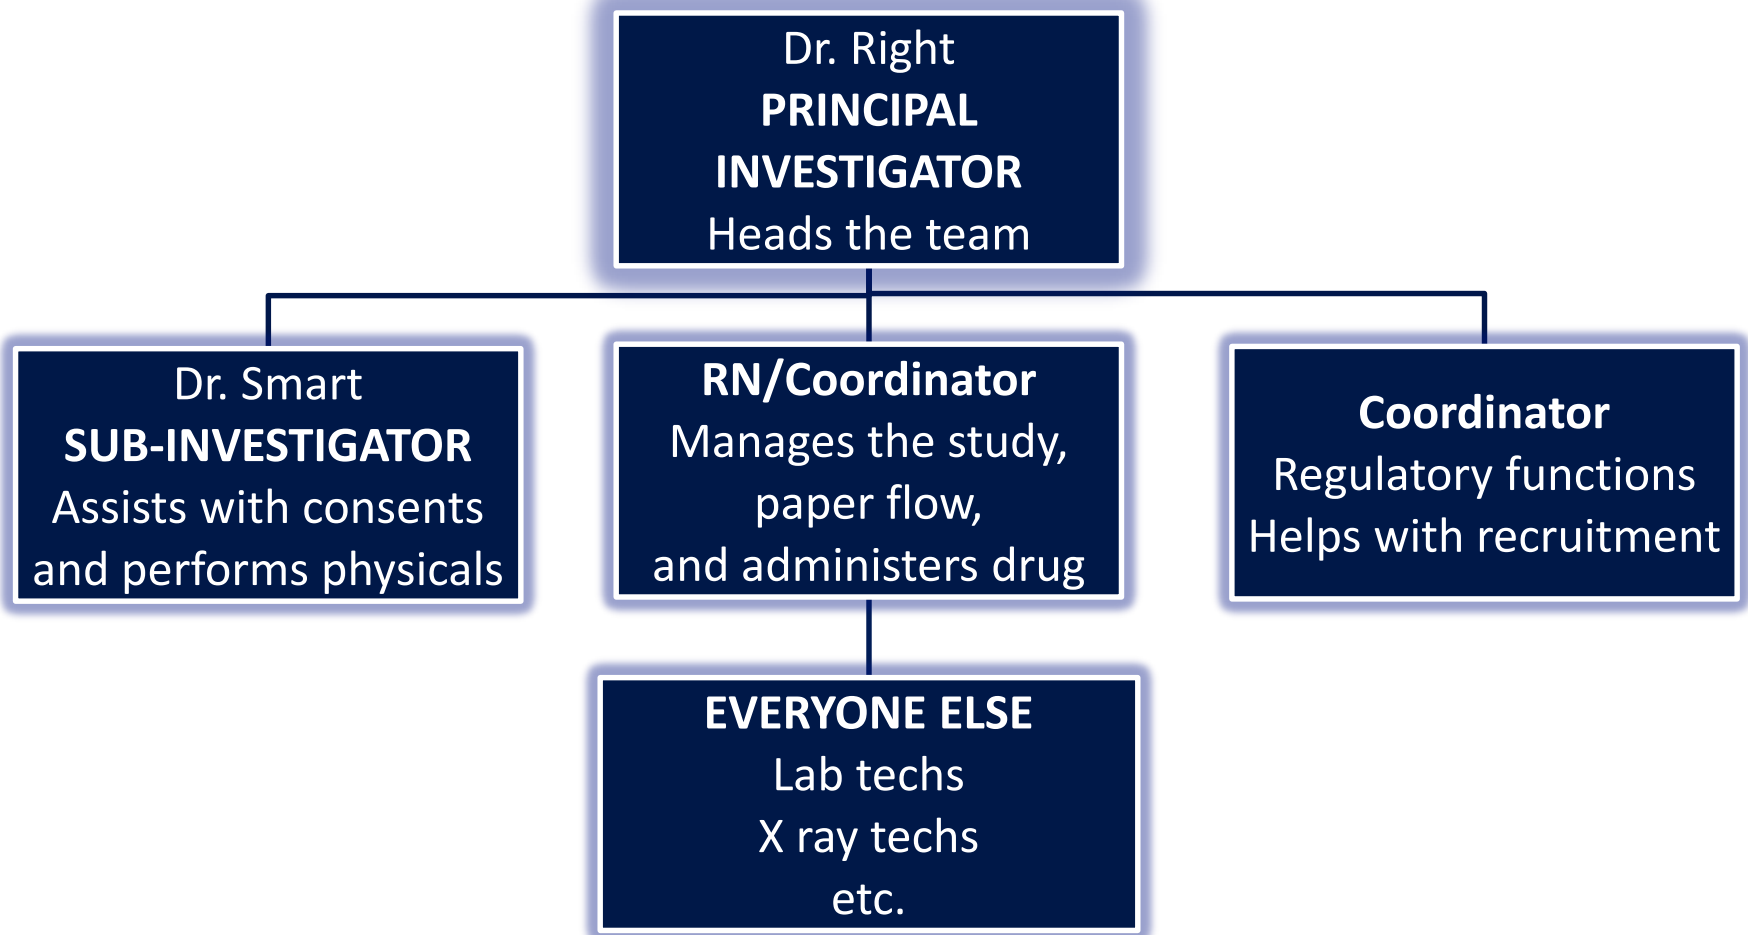 Dr. Right
PRINCIPAL
INVESTIGATOR
Heads the team
Dr. Smart
SUB-INVESTIGATOR
Assists with consents
and performs physicals
RN/Coordinator
Manages the study,
paper flow,
and administers drug
Coordinator
Regulatory functions
Helps with recruitment
EVERYONE ELSE
Lab techs
X ray techs
etc.